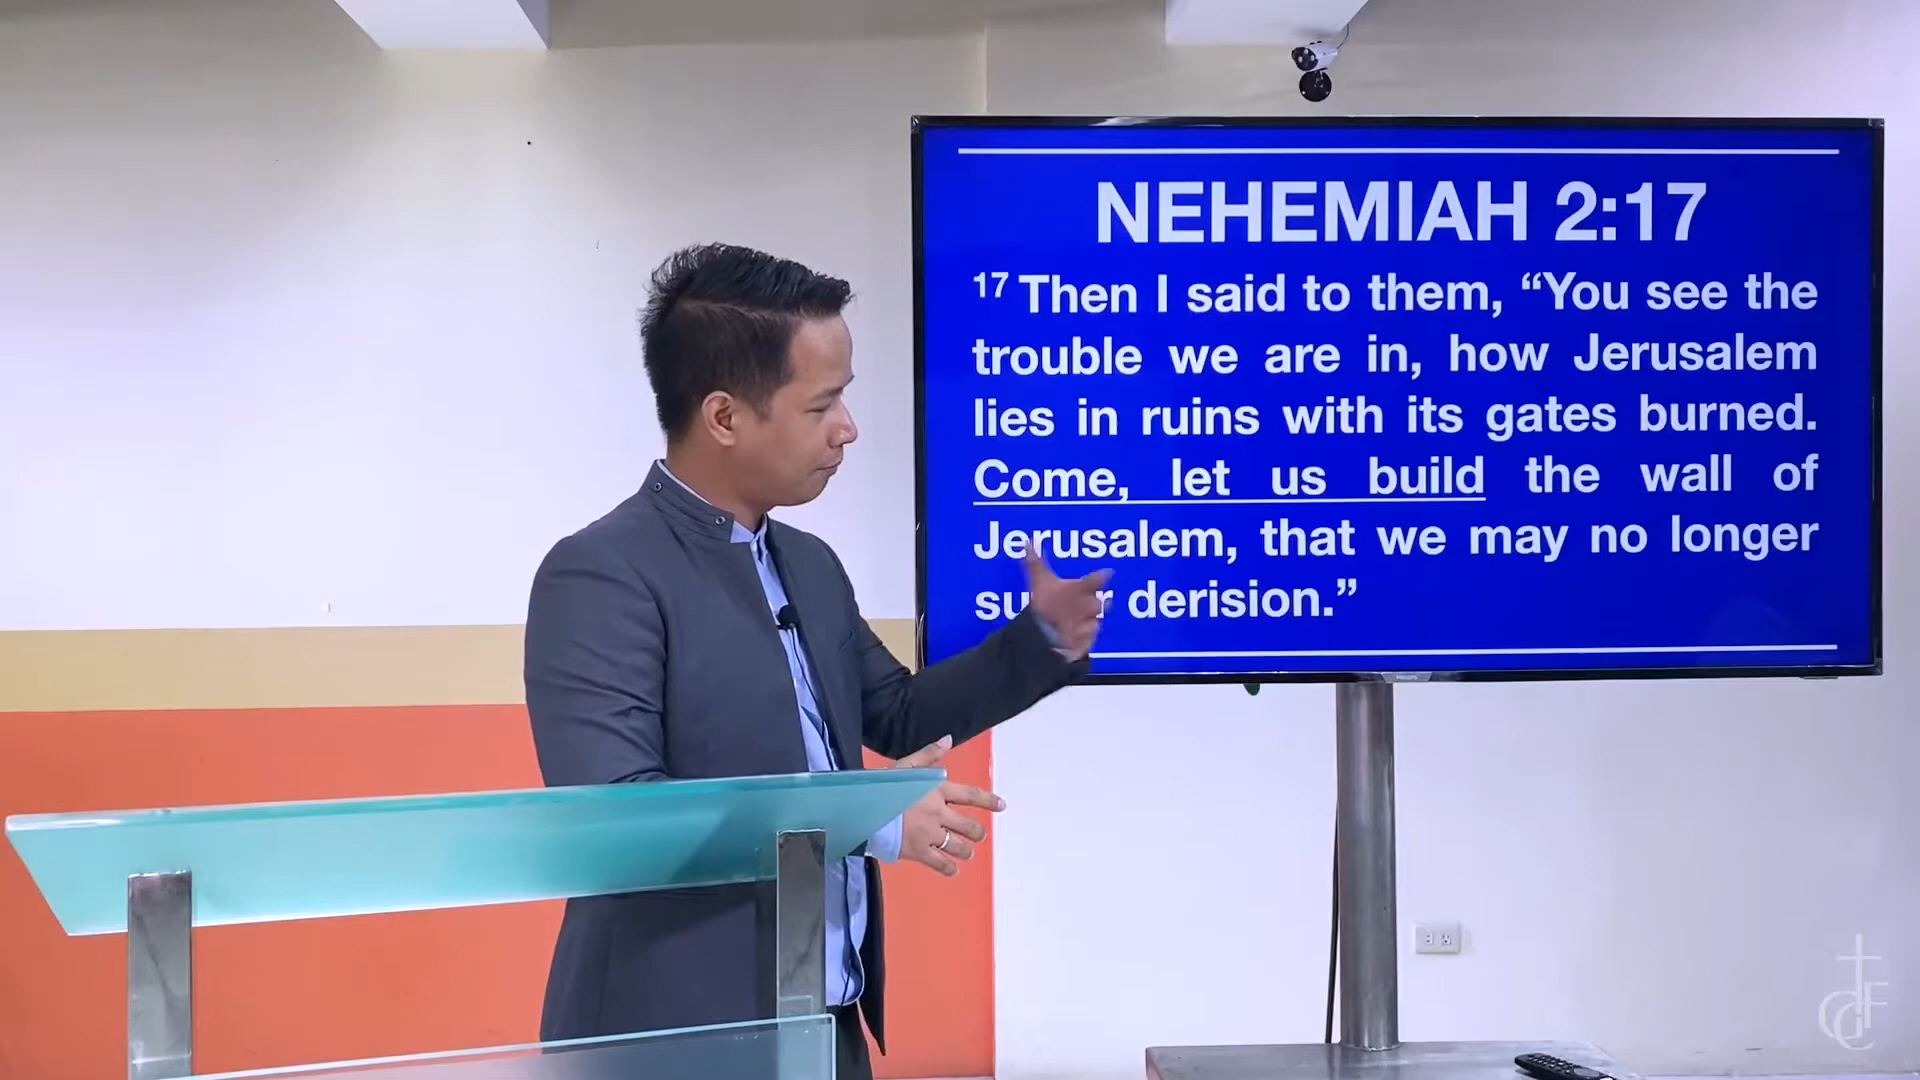 NEHEMIAH 2:17
17 Then I said to them, “You see the
trouble we are in, how Jerusalem
lies in ruins with its gates burned.
Come, let us build the wall of
Jerusalem, that we may no longer
derision.”
PHILIPS